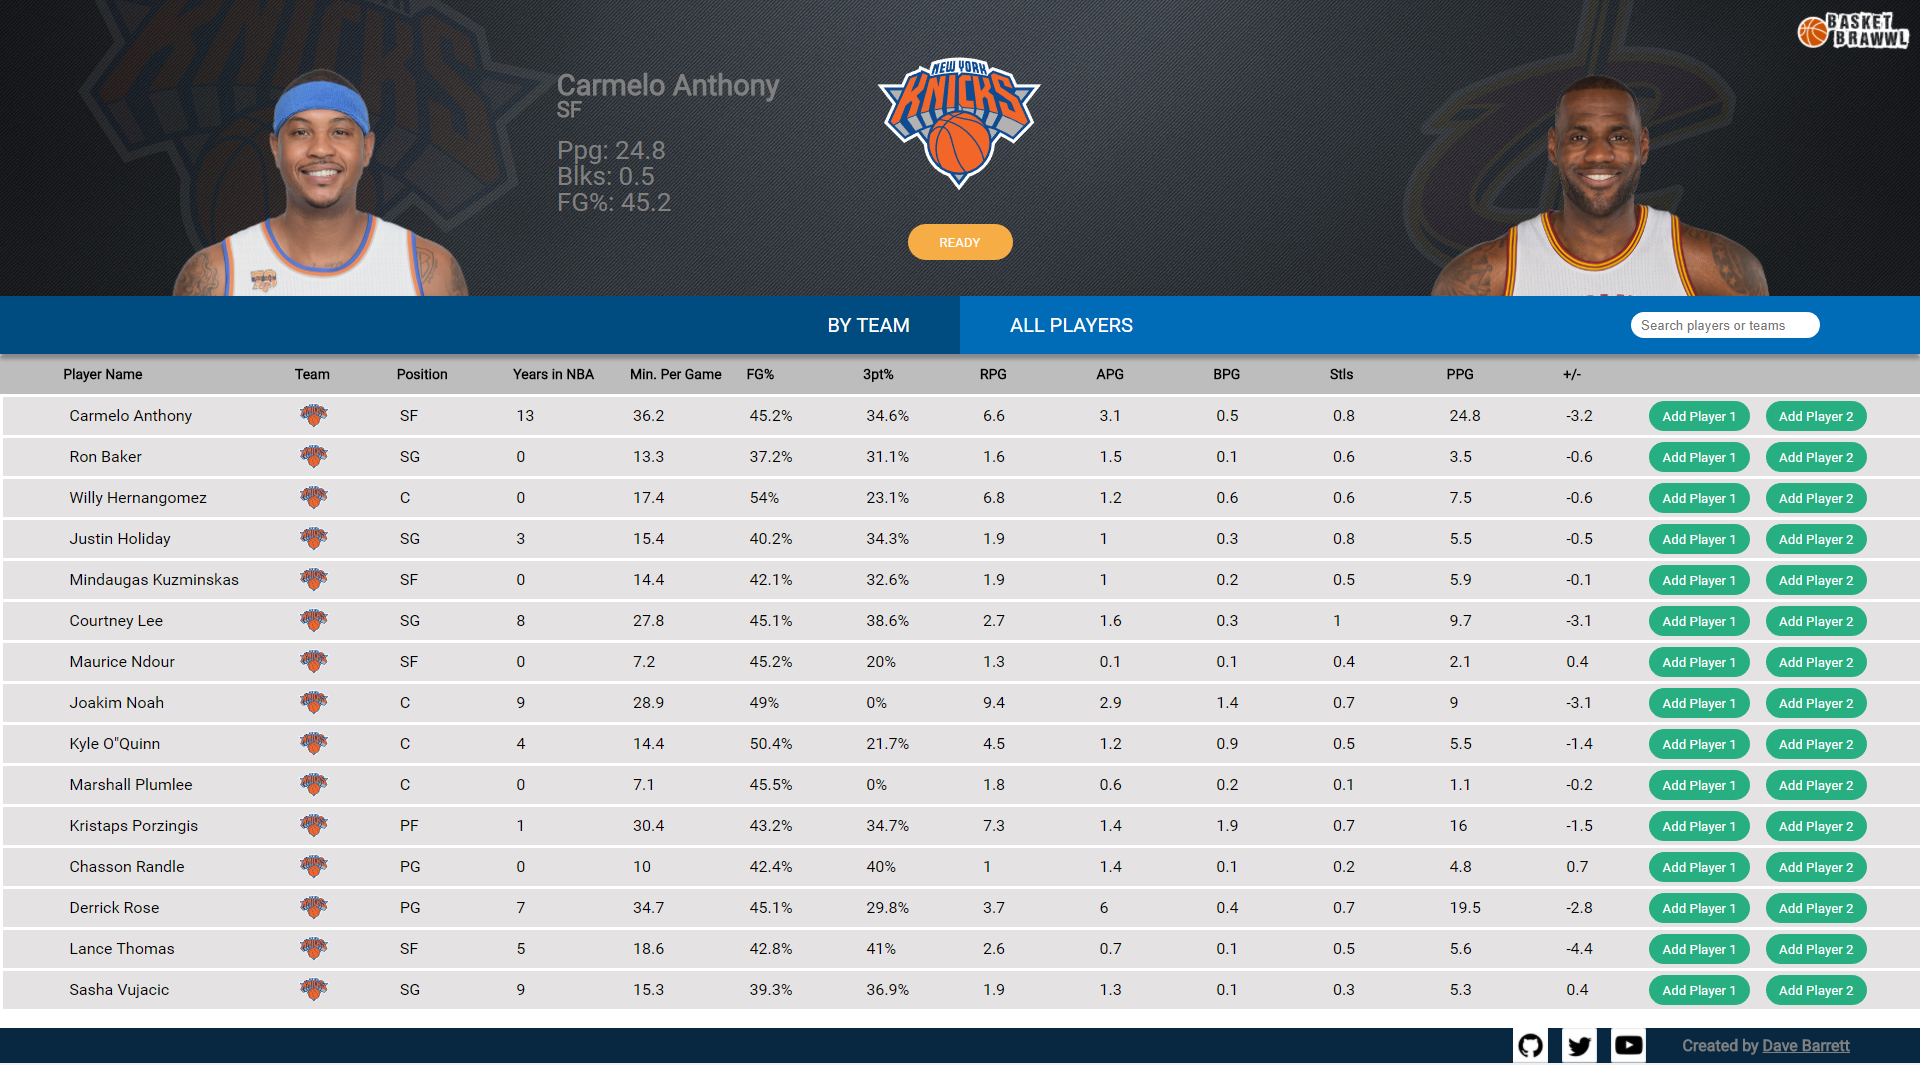 BASKET
BRAWWL
NEW YORK
KNICKS
Carmelo Anthony
SF
Ppg: 24.8
Blks: 0.5
FG%: 45.2
READY
BY TEAM ALL PLAYERS Search players or teams
Player Name Team Position Years in NBA Min. Per Game FG% 3pt% RPG APG BPG Stls PPG +/-
Carmelo Anthony SF 13 36.2 45.2% 34.6% 6.6 3.1 0.5 0.8 24.8 -3.2 Add Player 1 Add Player 2
Ron Baker SG 0 13.3 37.2% 31.1% 1.6 1.5 0.1 0.6 3.5 -0.6 Add Player 1 Add Player 2
Willy Hernangomez C 0 17.4 54% 23.1% 6.8 1.2 0.6 0.6 7.5 -0.6 Add Player 1 Add Player 2
Justin Holiday SG 3 15.4 40.2% 34.3% 1.9 1 0.3 0.8 5.5 -0.5 Add Player 1 Add Player 2
Mindaugas Kuzminskas SF 0 14.4 42.1% 32.6% 1.9 1 0.2 0.5 5.9 -0.1 Add Player 1 Add Player 2
Courtney Lee SG 8 27.8 45.1% 38.6% 2.7 1.6 0.3 1 9.7 -3.1 Add Player 1 Add Player 2
Maurice Ndour SF 0 7.2 45.2% 20% 1.3 0.1 0.1 0.4 2.1 0.4 Add Player 1 Add Player 2
Joakim Noah C 9 28.9 49% 0% 9.4 2.9 1.4 0.7 9 -3.1 Add Player 1 Add Player 2
Kyle O"Quinn C 4 14.4 50.4% 21.7% 4.5 1.2 0.9 0.5 5.5 -1.4 Add Player 1 Add Player 2
Marshall Plumlee C 0 7.1 45.5% 0% 1.8 0.6 0.2 0.1 1.1 -0.2 Add Player 1 Add Player 2
Kristaps Porzingis PF 1 30.4 43.2% 34.7% 7.3 1.4 1.9 0.7 16 -1.5 Add Player 1 Add Player 2
Chasson Randle PG 0 10 42.4% 40% 1 1.4 0.1 0.2 4.8 0.7 Add Player 1 Add Player 2
Derrick Rose PG 7 34.7 45.1% 29.8% 3.7 6 0.4 0.7 19.5 -2.8 Add Player 1 Add Player 2
Lance Thomas SF 5 18.6 42.8% 41% 2.6 0.7 0.1 0.5 5.6 -4.4 Add Player 1 Add Player 2
Sasha Vujacic SG 9 15.3 39.3% 36.9% 1.9 1.3 0.1 0.3 5.3 0.4 Add Player 1 Add Player 2
Created by Dave Barrett